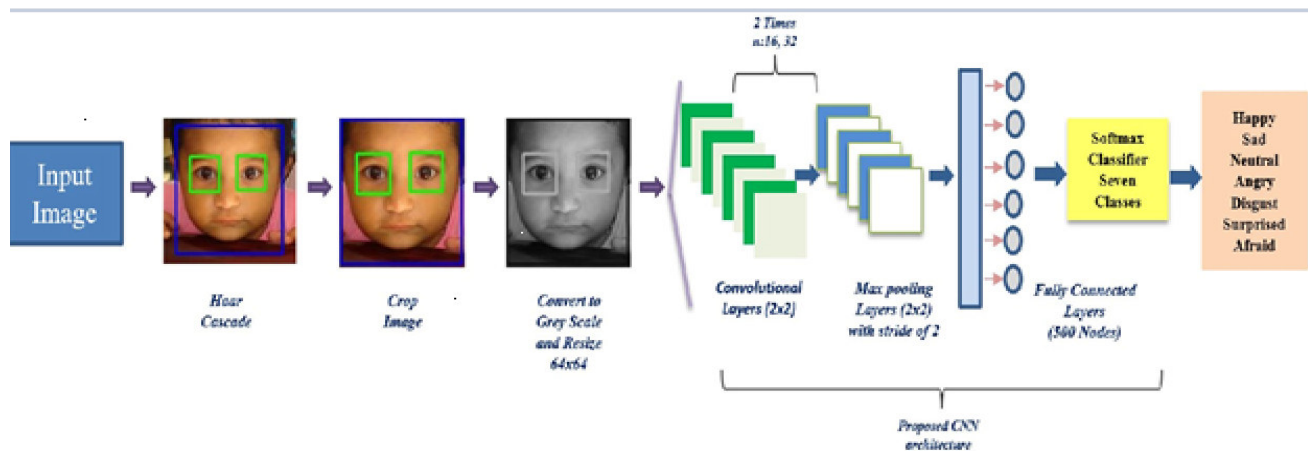 2 Times
n:16, 32
Input
Image
Haar
Cascade
Crop
Image
Convert to
Grey Scale
and Resize
64x64
Convolutional
Layers (2x2)
Max pooling
Layers (2x2)
with stride of 2
Fully Connected
Layers
(500 Nodes)
Softmax
Classifier
Seven
Classes
Happy
Sad
Neutral
Angry
Disgust
Surprised
Afraid
Proposed CNN
architecture